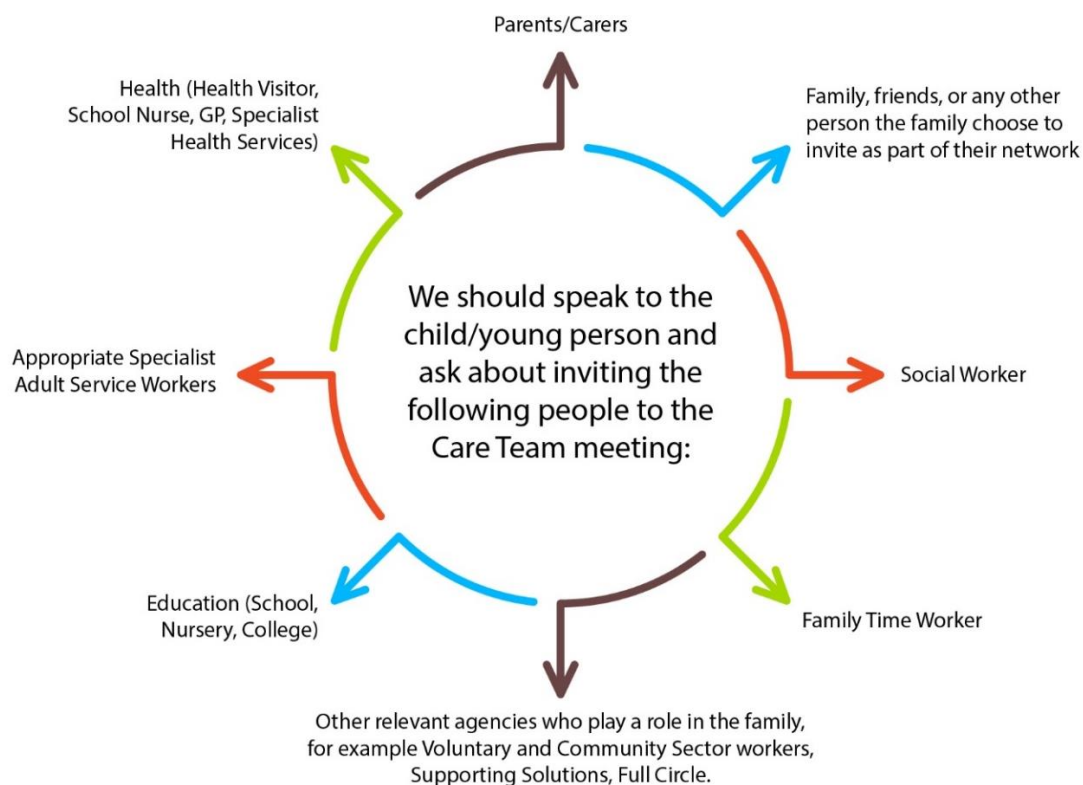 Parents/Carers
Health (Health Visitor,
School Nurse, GP, Specialist
Health Services)
Family, friends, or any other
person the family choose to
invite as part of their network
We should speak to the
child/young person and
ask about inviting the
following people to the
Care Team meeting:
Appropriate Specialist
Adult Service Workers
Social Worker
Education (School,
Nursery, College)
Family Time Worker
Other relevant agencies who play a role in the family,
for example Voluntary and Community Sector workers,
Supporting Solutions, Full Circle.